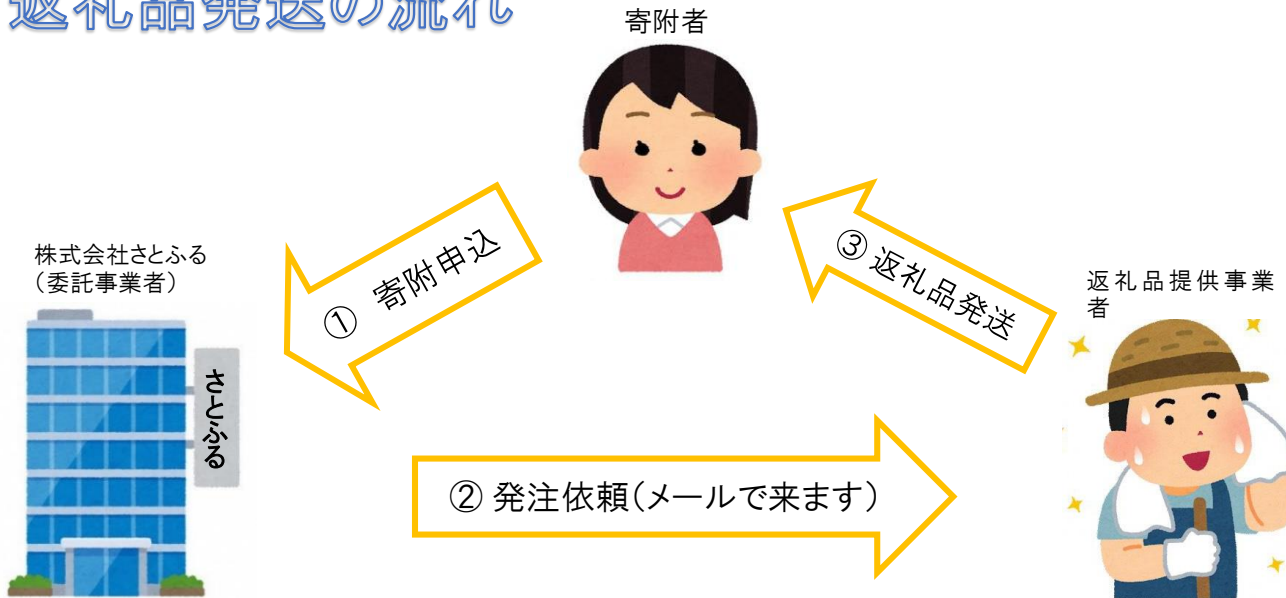 返礼品発送の流れ
寄附者
① 寄附申込
③返礼品発送
株式会社さとふる
（委託事業者）
返礼品提供事業
者
さとふる
②発注依頼（メールで来ます）